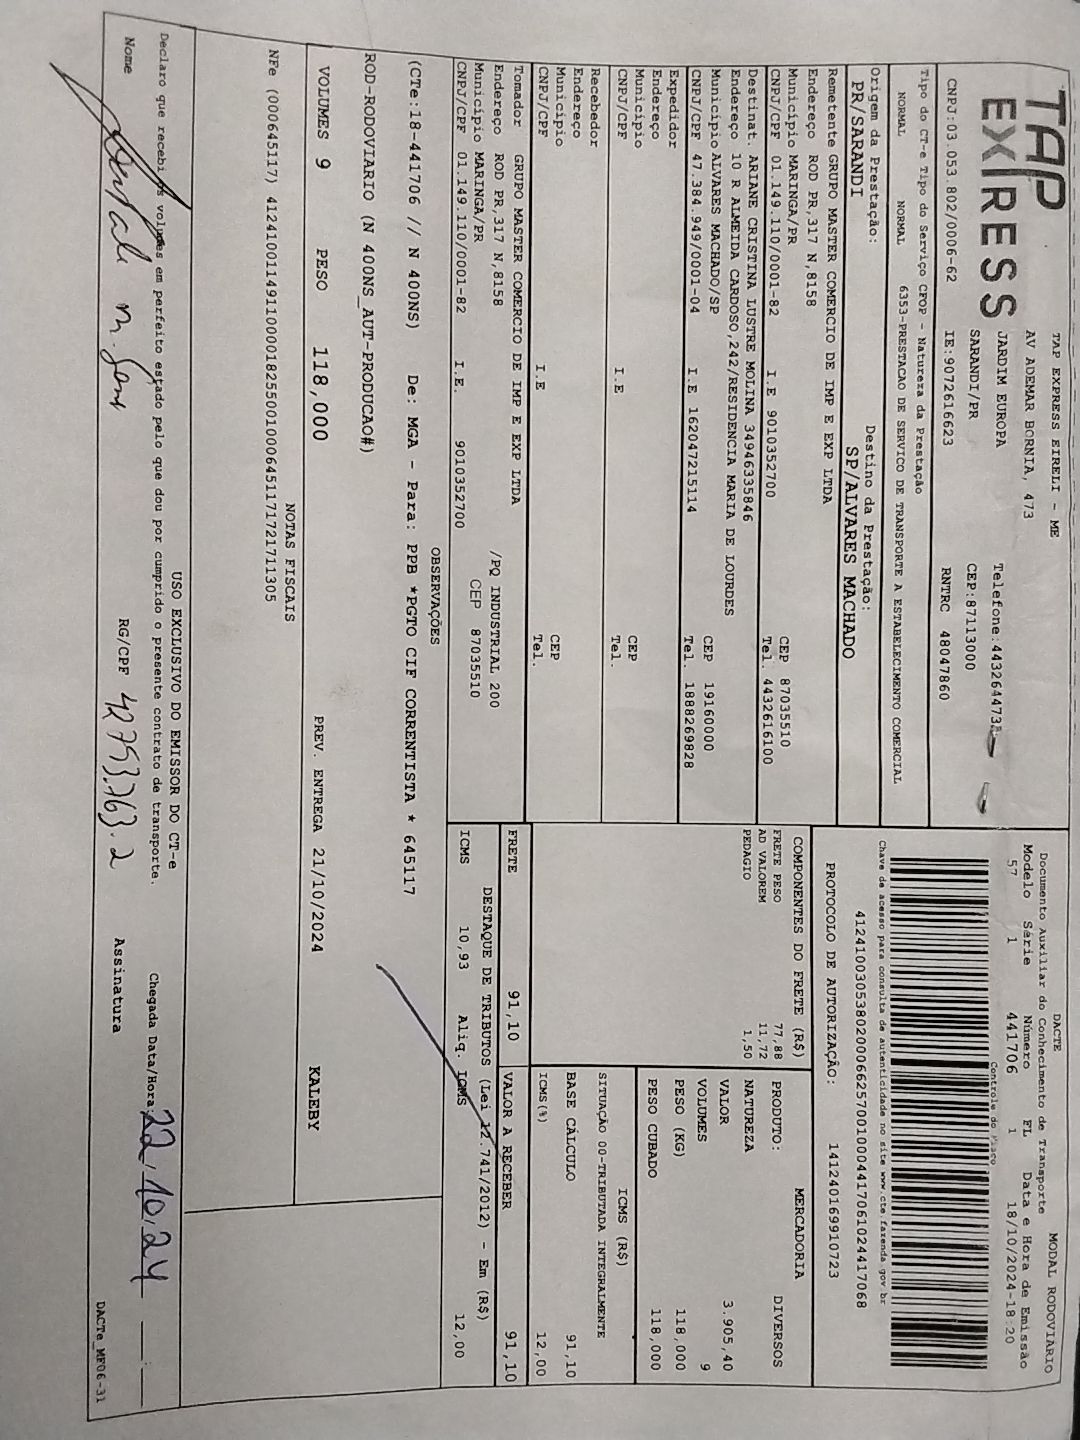 TAP
EXPRESS
TAP EXPRESS EIRELI - ME
AV ADEMAR BORNIA, 473
JARDIM EUROPA Telefone:443264473
SARANDI/PR CEP:87113000
CNPJ:03.053.802/0006-62 IE:9072616623 RNTRC 48047860
DACTE MODAL RODOVIÁRIO
Documento Auxiliar do Conhecimento de Transporte
Modelo Série Número FL Data e Hora de Emissão
57 1 441706 1 18/10/2024-18:20
Controle do Fisco
Chave de acesso para consulta de autenticidade no site www.cte.fazenda.gov.br
41241003053802000662570010004417061024417068
PROTOCOLO DE AUTORIZAÇÃO: 141240169910723
Tipo do CT-e Tipo do Serviço CFOP - Natureza da Prestação
NORMAL NORMAL 6353-PRESTACAO DE SERVICO DE TRANSPORTE A ESTABELECIMENTO COMERCIAL
Origem da Prestação: Destino da Prestação:
PR/SARANDI SP/ALVARES MACHADO
Remetente GRUPO MASTER COMERCIO DE IMP E EXP LTDA
Endereço ROD PR,317 N,8158
Município MARINGA/PR CEP 87035510
CNPJ/CPF 01.149.110/0001-82 I.E 9010352700 Tel. 4432616100
Destinat. ARIANE CRISTINA LUSTRE MOLINA 34946335846
Endereço 10 R ALMEIDA CARDOSO,242/RESIDENCIA MARIA DE LOURDES
Município ALVARES MACHADO/SP CEP 19160000
CNPJ/CPF 47.384.949/0001-04 I.E 162047215114 Tel. 1888269828
Expedidor
Endereço
Município CEP
CNPJ/CPF I.E Tel.
Recebedor
Endereço
Município CEP
CNPJ/CPF I.E Tel.
Tomador GRUPO MASTER COMERCIO DE IMP E EXP LTDA
Endereço ROD PR,317 N,8158 /PQ INDUSTRIAL 200
Município MARINGA/PR CEP 87035510
CNPJ/CPF 01.149.110/0001-82 I.E. 9010352700
COMPONENTES DO FRETE (R$)
FRETE PESO 77,88
AD VALOREM 11,72
PEDAGIO 1,50
MERCADORIA
PRODUTO: DIVERSOS
NATUREZA
VALOR 3.905,40
VOLUMES 9
PESO (KG) 118,000
PESO CUBADO 118,000
ICMS (R$)
SITUAÇÃO 00-TRIBUTADA INTEGRALMENTE
BASE CÁLCULO 91,10
ICMS(%) 12,00
FRETE 91,10 VALOR A RECEBER 91,10
DESTAQUE DE TRIBUTOS (Lei 12.741/2012) - Em (R$)
ICMS 10,93 Aliq. ICMS 12,00
OBSERVAÇÕES
(CTe:18-441706 // N 400NS) De: MGA - Para: PPB *PGTO CIF CORRENTISTA * 645117
ROD-RODOVIARIO (N 400NS_AUT-PRODUCAO#)
VOLUMES 9 PESO 118,000 PREV. ENTREGA 21/10/2024 KALEBY
NOTAS FISCAIS
NFe (000645117) 41241001149110000182550010006451171721711305
USO EXCLUSIVO DO EMISSOR DO CT-e
Declaro que recebi os volumes em perfeito estado pelo que dou por cumprido o presente contrato de transporte. Chegada Data/Hora: 22.10.24
Nome RG/CPF 42753.763.2 Assinatura
DACTe_MF06-31